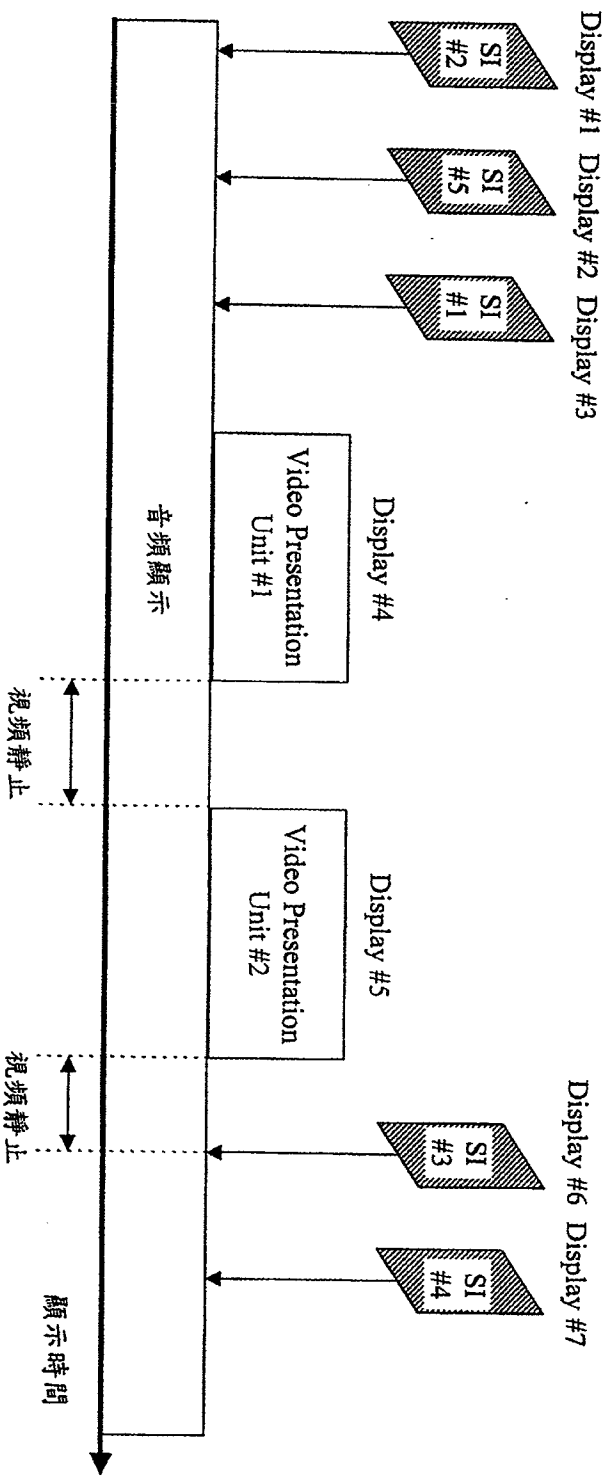 Display #1 Display #2 Display #3
SI
#2
SI
#5
SI
#1
Display #4
Video Presentation
Unit #1
Display #5
Video Presentation
Unit #2
Display #6 Display #7
SI
#3
SI
#4
音頻顯示
視頻靜止
視頻靜止
顯示時間